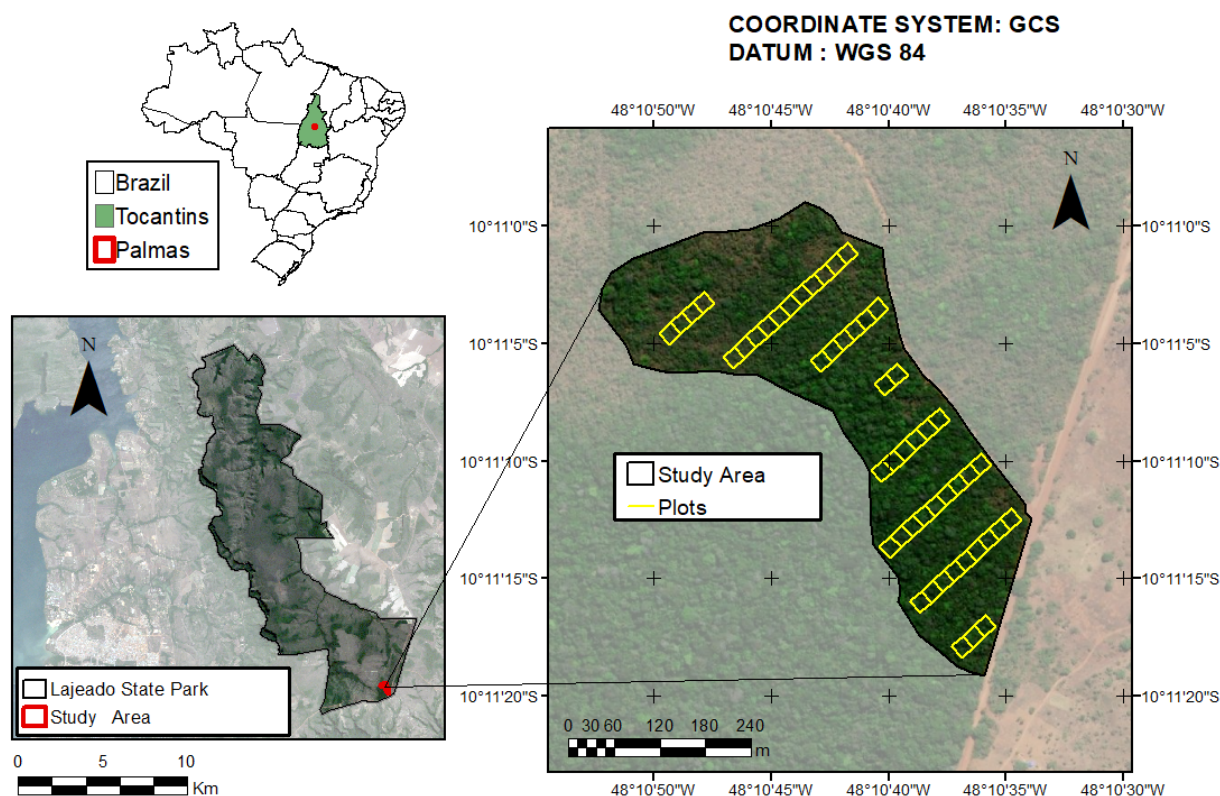 COORDINATE SYSTEM: GCS
DATUM : WGS 84
Brazil
Tocantins
Palmas
N
Lajeado State Park
Study Area
0 5 10
Km
48°10'50"W 48°10'45"W 48°10'40"W 48°10'35"W 48°10'30"W
N
10°11'0"S 10°11'0"S
10°11'5"S 10°11'5"S
10°11'10"S 10°11'10"S
10°11'15"S 10°11'15"S
10°11'20"S 10°11'20"S
Study Area
Plots
0 30 60 120 180 240
m
48°10'50"W 48°10'45"W 48°10'40"W 48°10'35"W 48°10'30"W